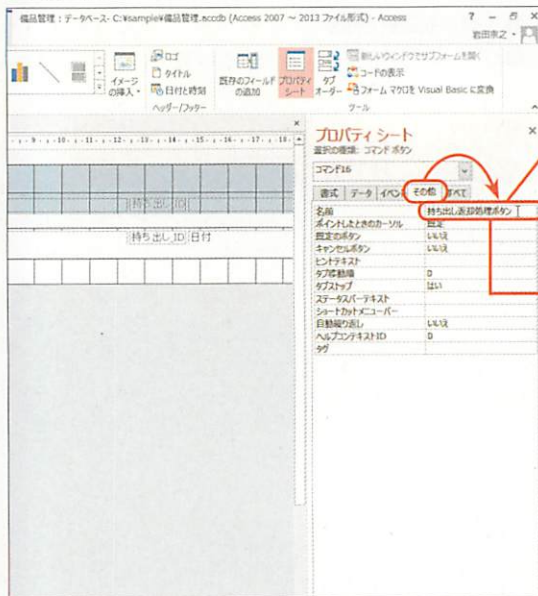 備品管理 : データベース- C:¥sample¥備品管理.accdb (Access 2007 ～ 2013 ファイル形式) - Access
?
岩田宗之
イメージの挿入
ロゴ
タイトル
日付と時刻
ヘッダー/フッター
既存のフィールドの追加
プロパティシート
タブオーダー
新しいウィンドウでサブフォームを開く
コードの表示
フォーム マクロを Visual Basic に変換
ツール
9・10・11・12・13・14・15・16・17・18
持ち出し_ID
持ち出し_ID 日付
プロパティ シート
選択の種類: コマンド ボタン
コマンド16
書式 データ その他 すべて
名前 持ち出し返却処理ボタン
ポイントしたときのカーソル 既定
既定のボタン いいえ
キャンセルボタン いいえ
ヒントテキスト
タブ移動順 0
タブストップ はい
ステータスバーテキスト
ショートカットメニューバー
自動繰り返し いいえ
ヘルプコンテキストID 0
タグ